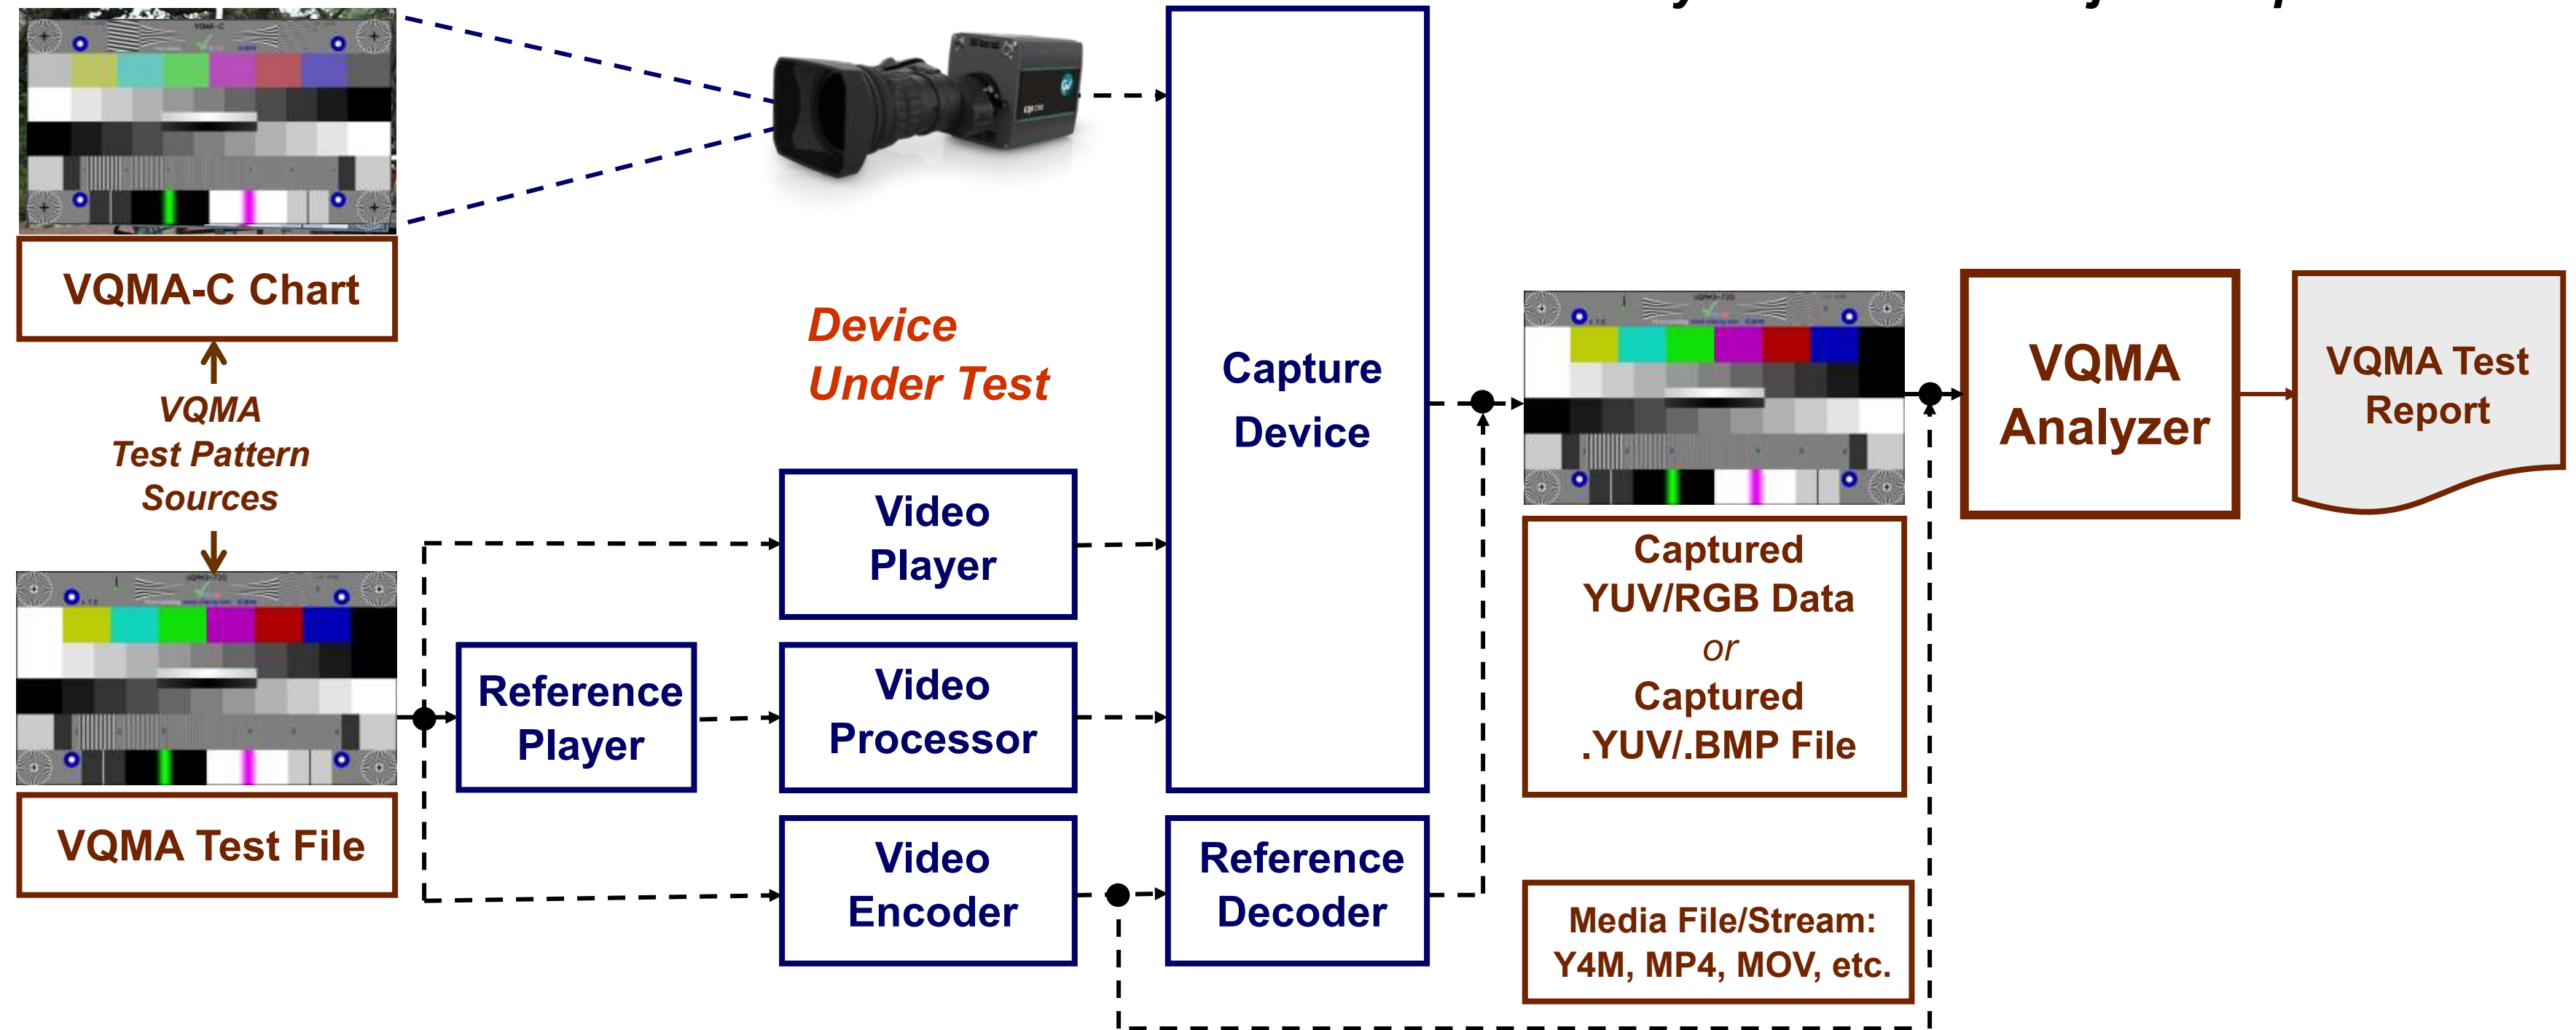 VQMA-C
VQMA-C Chart
VQMA
Test Pattern
Sources
VQMA Test File
Reference
Player
Device
Under Test
Video
Player
Video
Processor
Video
Encoder
Capture
Device
Reference
Decoder
Captured
YUV/RGB Data
or
Captured
.YUV/.BMP File
Media File/Stream:
Y4M, MP4, MOV, etc.
VQMA
Analyzer
VQMA Test
Report